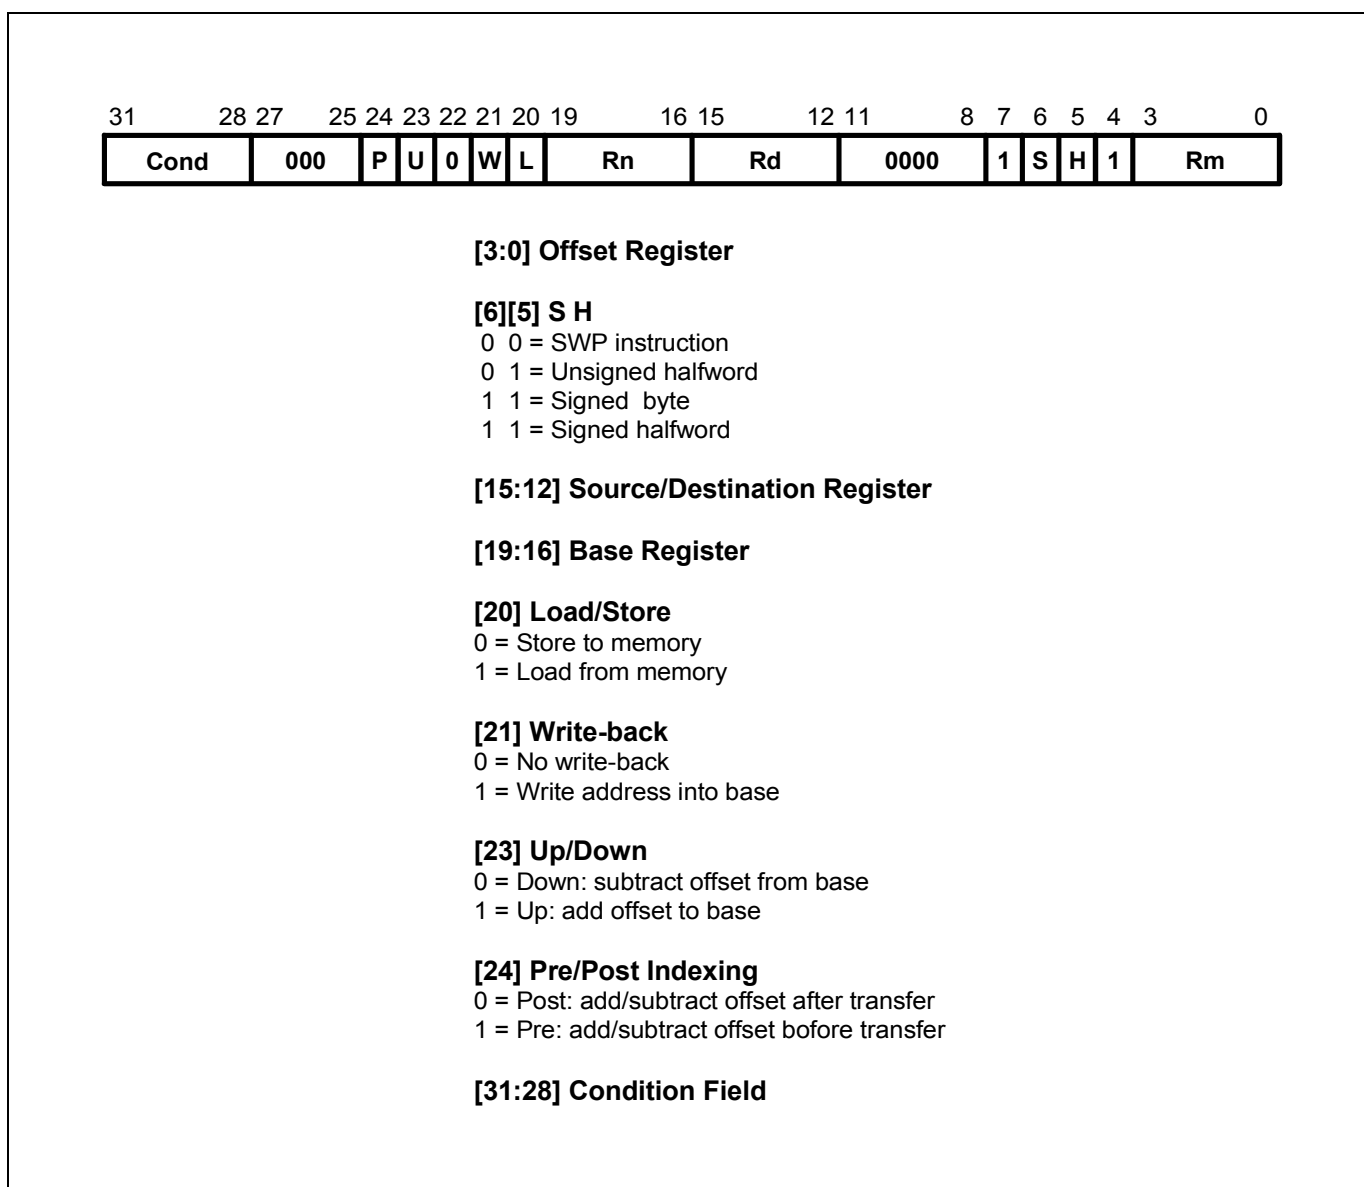 31 28 27 25 24 23 22 21 20 19 16 15 12 11 8 7 6 5 4 3 0
Cond 000 P U 0 W L Rn Rd 0000 1 S H 1 Rm
[3:0] Offset Register
[6][5] S H
0 0 = SWP instruction
0 1 = Unsigned halfword
1 1 = Signed byte
1 1 = Signed halfword
[15:12] Source/Destination Register
[19:16] Base Register
[20] Load/Store
0 = Store to memory
1 = Load from memory
[21] Write-back
0 = No write-back
1 = Write address into base
[23] Up/Down
0 = Down: subtract offset from base
1 = Up: add offset to base
[24] Pre/Post Indexing
0 = Post: add/subtract offset after transfer
1 = Pre: add/subtract offset bofore transfer
[31:28] Condition Field